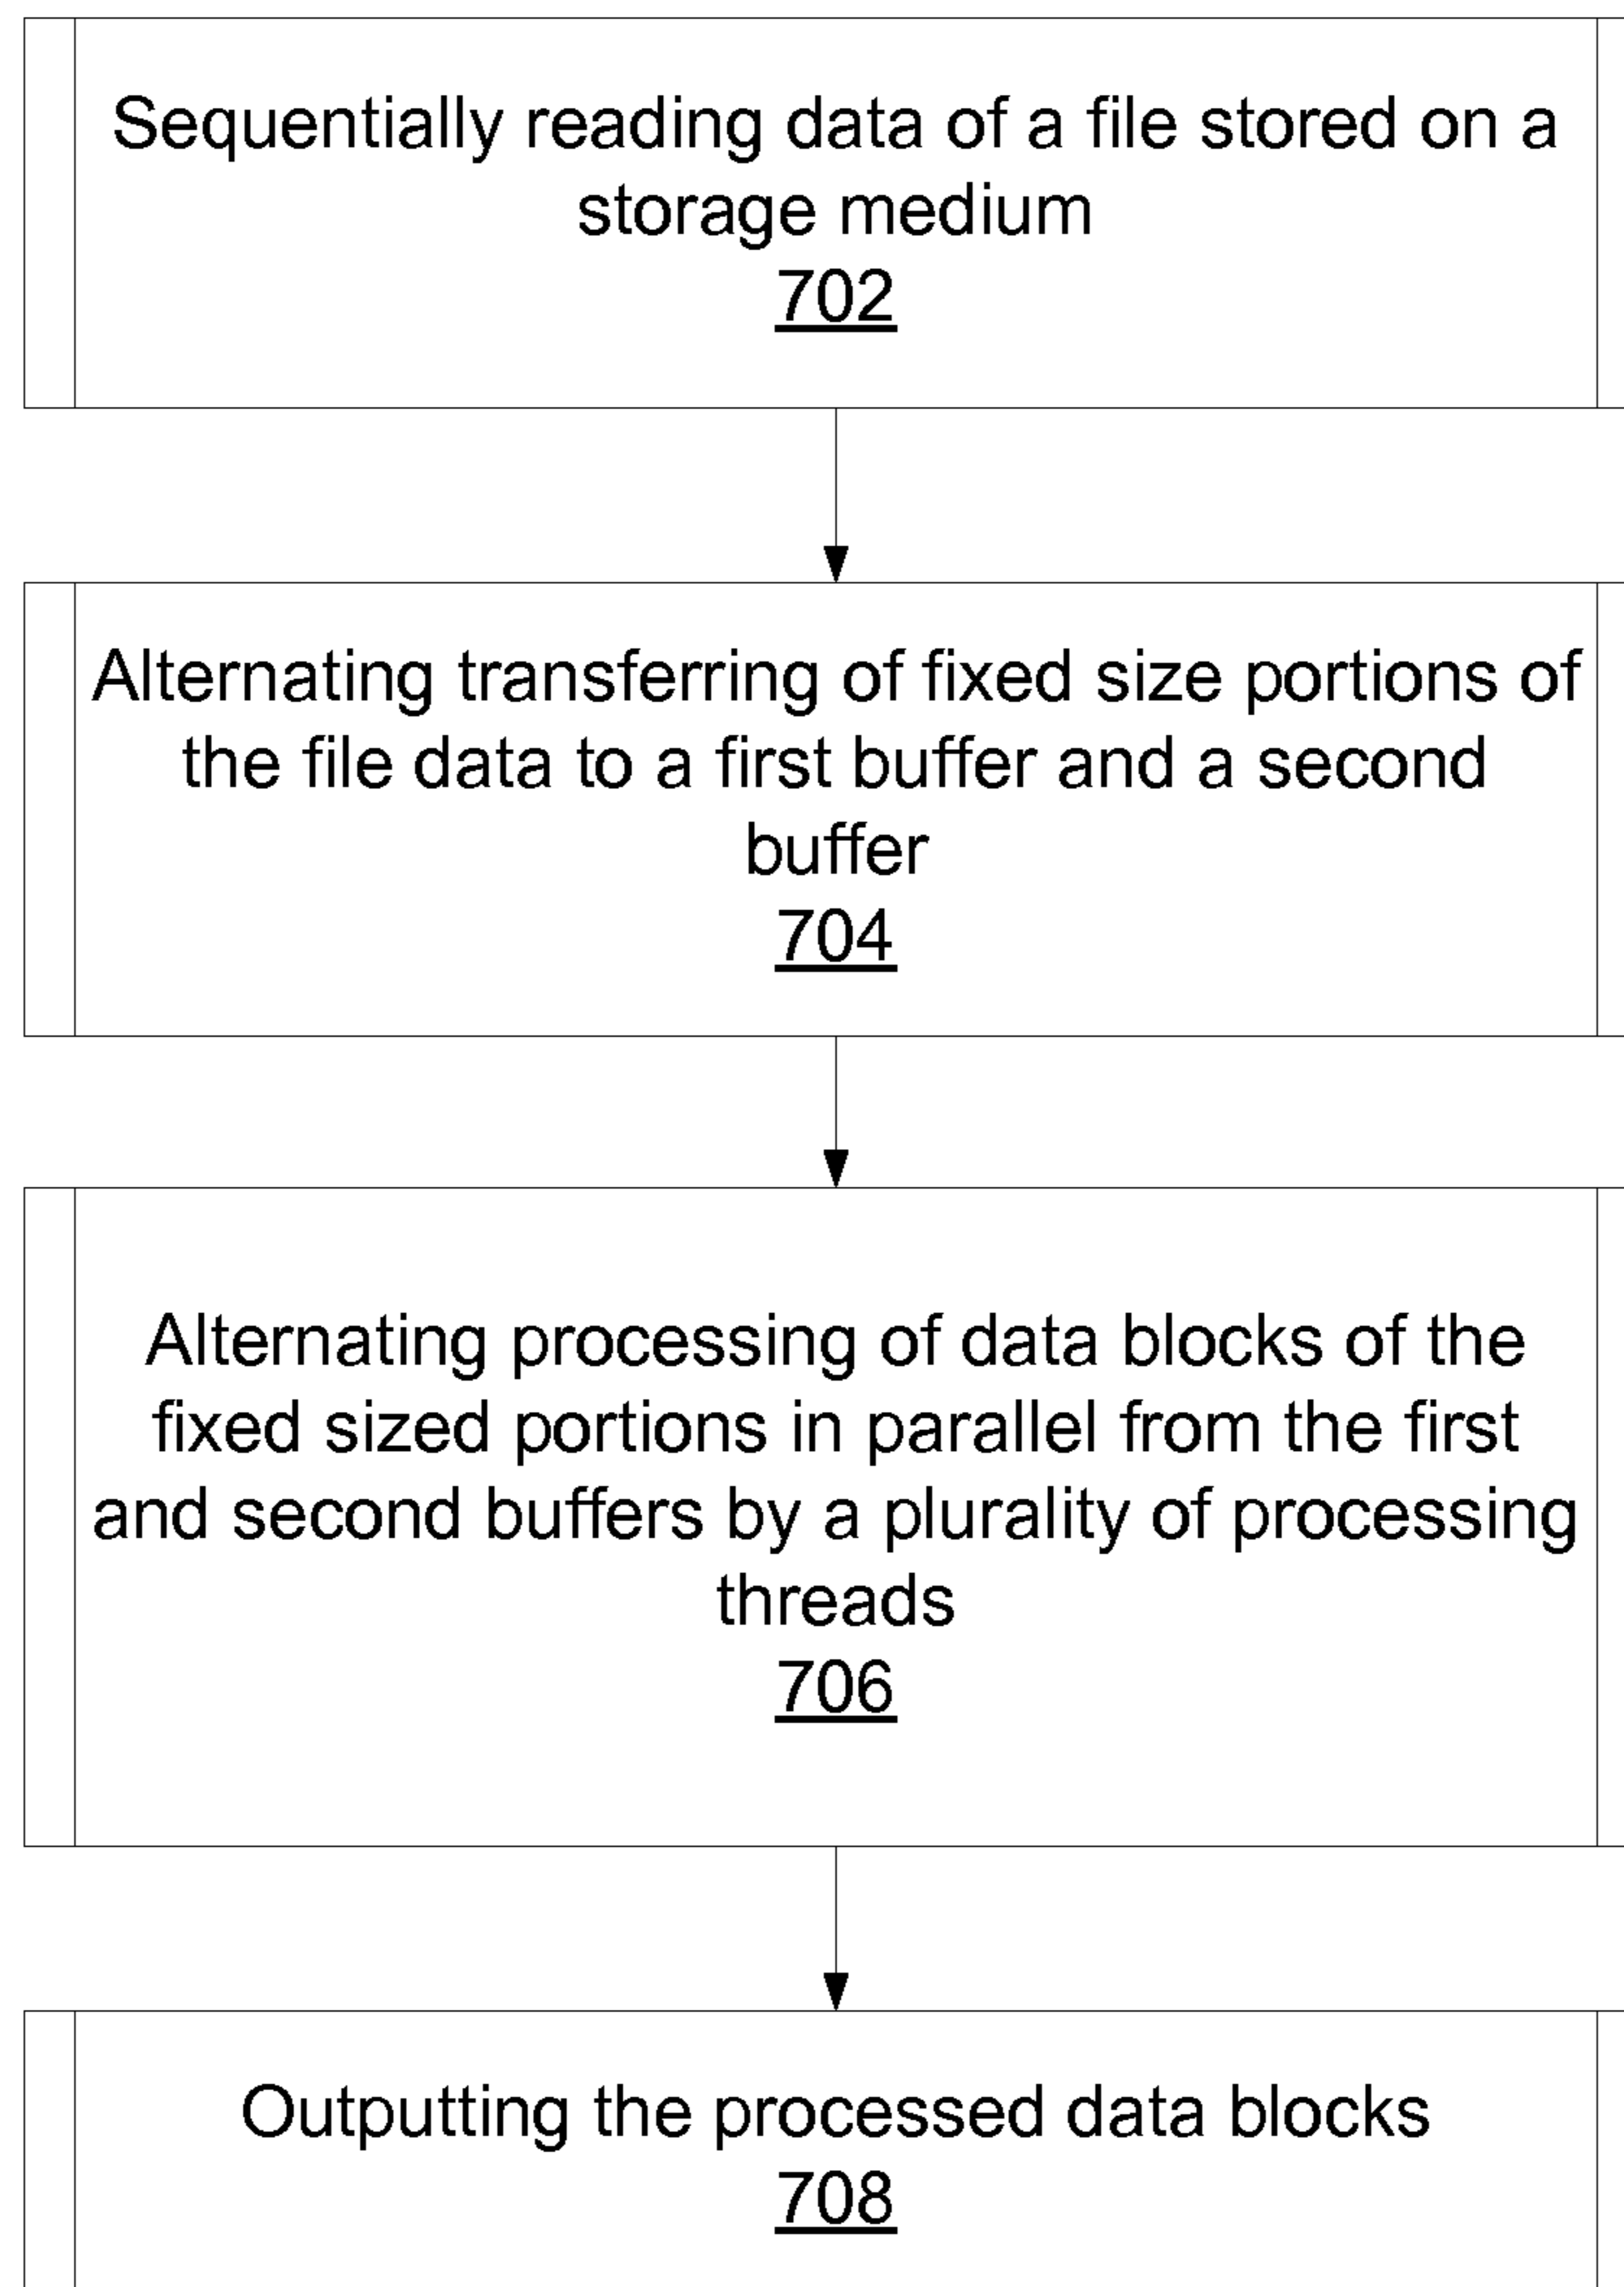 Sequentially reading data of a file stored on a
storage medium
702
Alternating transferring of fixed size portions of
the file data to a first buffer and a second
buffer
704
Alternating processing of data blocks of the
fixed sized portions in parallel from the first
and second buffers by a plurality of processing
threads
706
Outputting the processed data blocks
708